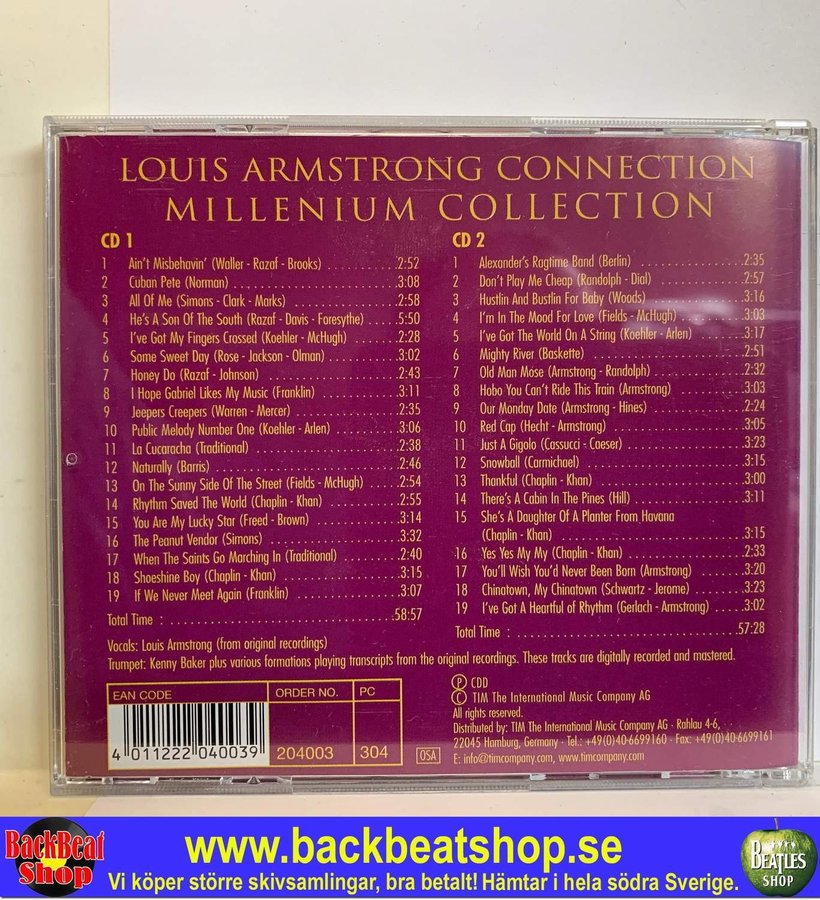 LOUIS ARMSTRONG CONNECTION
MILLENIUM COLLECTION
CD 1
1 Ain't Misbehavin' (Waller - Razaf - Brooks) 2:52
2 Cuban Pete (Norman) 3:08
3 All Of Me (Simons - Clark - Marks) 2:58
4 He's A Son Of The South (Razaf - Davis - Foresythe) 5:50
5 I've Got My Fingers Crossed (Koehler - McHugh) 2:28
6 Some Sweet Day (Rose - Jackson - Olman) 3:02
7 Honey Do (Razaf - Johnson) 2:43
8 I Hope Gabriel Likes My Music (Franklin) 3:11
9 Jeepers Creepers (Warren - Mercer) 2:35
10 Public Melody Number One (Koehler - Arlen) 3:06
11 La Cucaracha (Traditional) 2:38
12 Naturally (Barris) 2:46
13 On The Sunny Side Of The Street (Fields - McHugh) 2:54
14 Rhythm Saved The World (Chaplin - Khan) 2:55
15 You Are My Lucky Star (Freed - Brown) 3:14
16 The Peanut Vendor (Simons) 3:32
17 When The Saints Go Marching In (Traditional) 2:40
18 Shoeshine Boy (Chaplin - Khan) 3:15
19 If We Never Meet Again (Franklin) 3:07
Total Time : 58:57
CD 2
1 Alexander's Ragtime Band (Berlin) 2:35
2 Don't Play Me Cheap (Randolph - Dial) 2:57
3 Hustlin And Bustlin For Baby (Woods) 3:16
4 I'm In The Mood For Love (Fields - McHugh) 3:03
5 I've Got The World On A String (Koehler - Arlen) 3:17
6 Mighty River (Baskette) 2:51
7 Old Man Mose (Armstrong - Randolph) 2:32
8 Hobo You Can't Ride This Train (Armstrong) 3:03
9 Our Monday Date (Armstrong - Hines) 2:24
10 Red Cap (Hecht - Armstrong) 3:05
11 Just A Gigolo (Cassucci - Caeser) 3:23
12 Snowball (Carmichael) 3:15
13 Thankful (Chaplin - Khan) 3:00
14 There's A Cabin In The Pines (Hill) 3:11
15 She's A Daughter Of A Planter From Havana
(Chaplin - Khan) 3:15
16 Yes Yes My My (Chaplin - Khan) 2:33
17 You'll Wish You'd Never Been Born (Armstrong) 3:20
18 Chinatown, My Chinatown (Schwartz - Jerome) 3:23
19 I've Got A Heartful of Rhythm (Gerlach - Armstrong) 3:02
Total Time : 57:28
Vocals: Louis Armstrong (from original recordings)
Trumpet: Kenny Baker plus various formations playing transcripts from the original recordings. These tracks are digitally recorded and mastered.
EAN CODE ORDER NO. PC
4 011222 040039 204003 304
OSA
Ⓟ CDD
© TIM The International Music Company AG
All rights reserved.
Distributed by: TIM The International Music Company AG - Rahlau 4-6,
22045 Hamburg, Germany - Tel.: +49(0)40-6699160 - Fax: +49(0)40-6699161
E: info@timcompany.com, www.timcompany.com
BackBeat
Shop
www.backbeatshop.se
Vi köper större skivsamlingar, bra betalt! Hämtar i hela södra Sverige.
BEATLES
SHOP